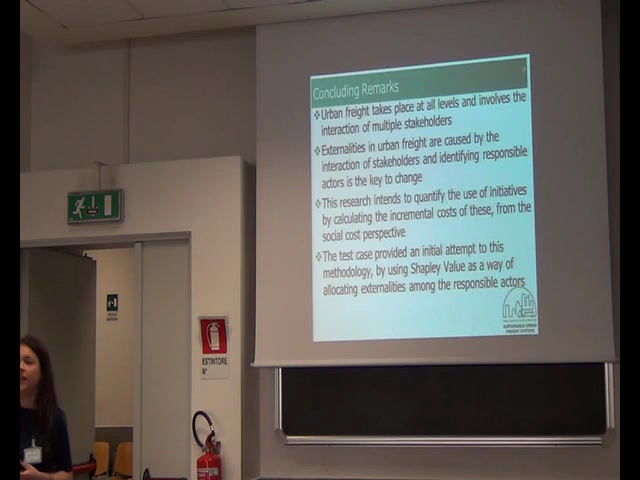 Concluding Remarks
Urban freight takes place at all levels and involves the
interaction of multiple stakeholders
Externalities in urban freight are caused by the
interaction of stakeholders and identifying responsible
actors is the key to change
This research intends to quantify the use of initiatives
by calculating the incremental costs of these, from the
social cost perspective
The test case provided an initial attempt to this
methodology, by using Shapley Value as a way of
allocating externalities among the responsible actors
SUSTAINABLE URBAN
FREIGHT SYSTEMS
ESTINTORE
N°